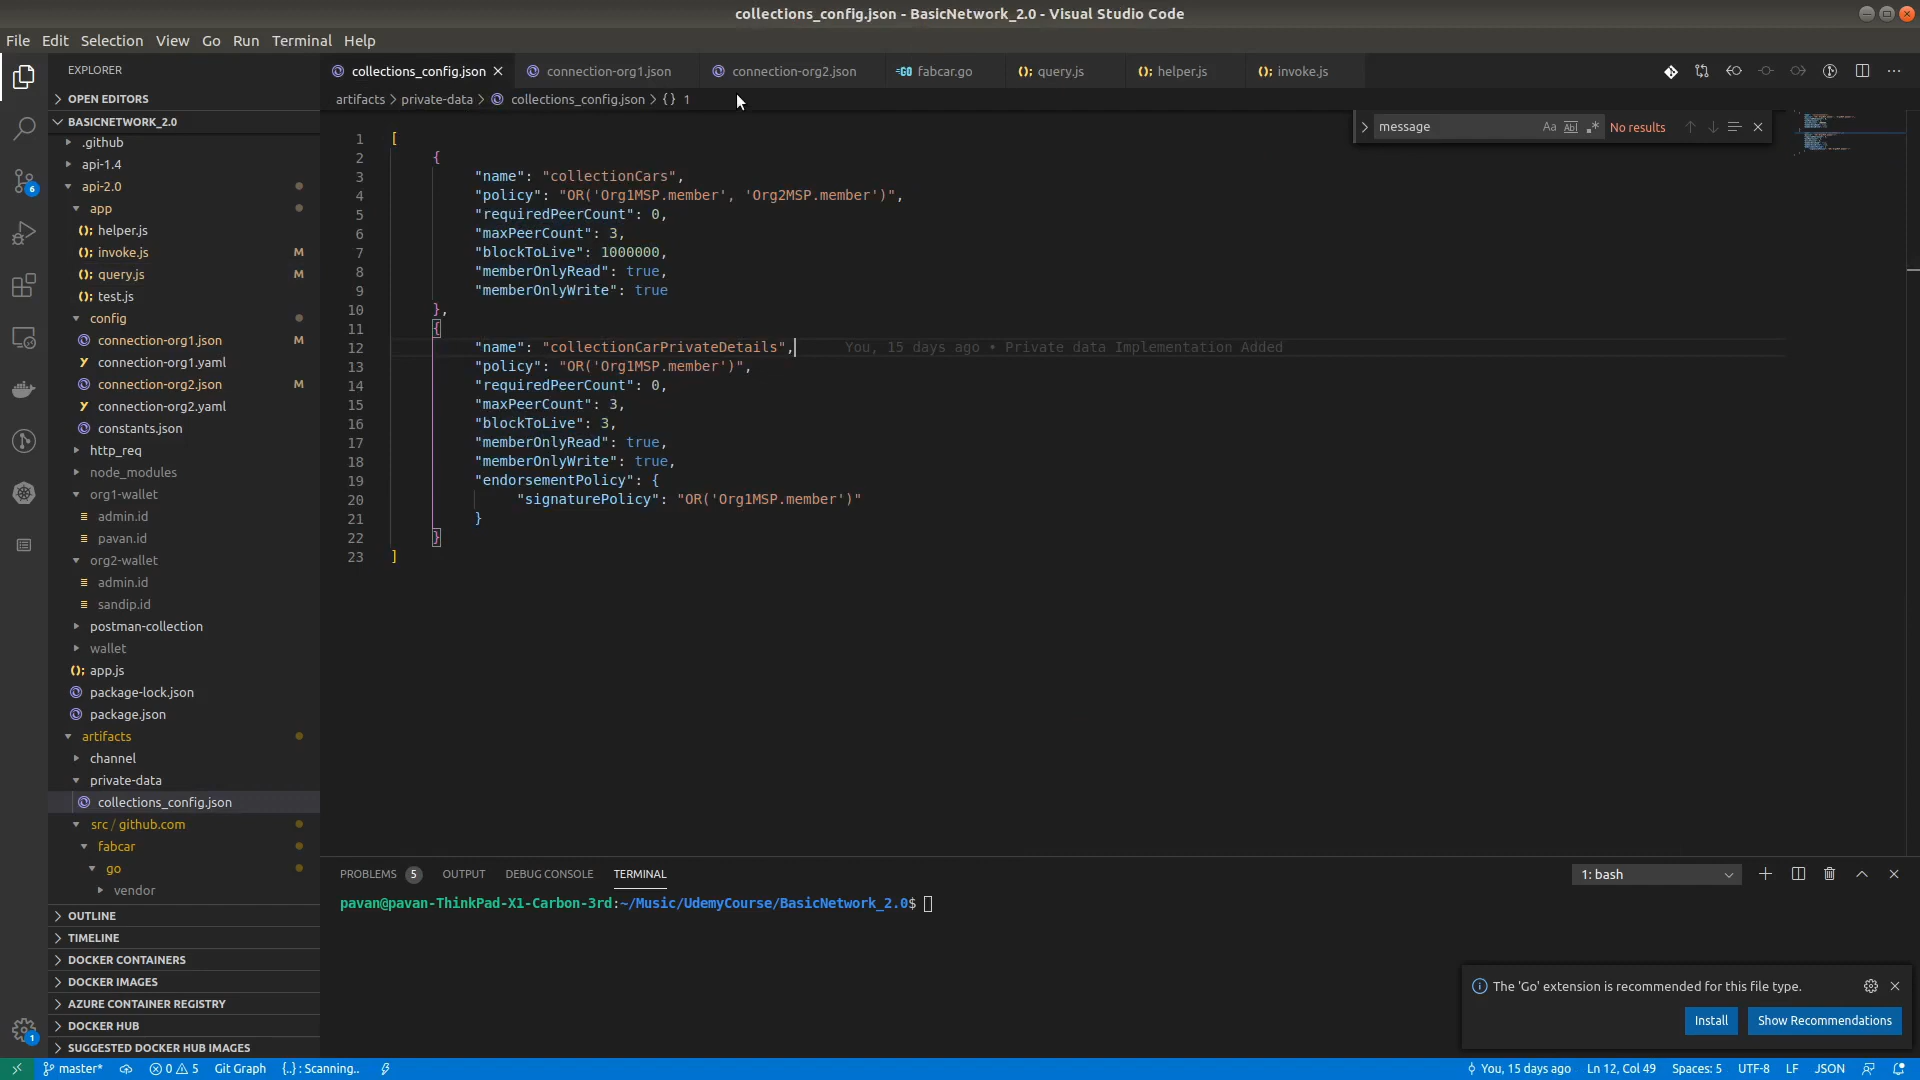 collections_config.json - BasicNetwork_2.0 - Visual Studio Code
File Edit Selection View Go Run Terminal Help
EXPLORER
OPEN EDITORS
BASICNETWORK_2.0
.github
api-1.4
api-2.0
app
helper.js
invoke.js M
query.js M
test.js
config
connection-org1.json M
connection-org1.yaml
connection-org2.json M
connection-org2.yaml
constants.json
http_req
node_modules
org1-wallet
admin.id
pavan.id
org2-wallet
admin.id
sandip.id
postman-collection
wallet
app.js
package-lock.json
package.json
artifacts
channel
private-data
collections_config.json
src / github.com
fabcar
go
vendor
OUTLINE
TIMELINE
DOCKER CONTAINERS
DOCKER IMAGES
AZURE CONTAINER REGISTRY
DOCKER HUB
SUGGESTED DOCKER HUB IMAGES
6
1
collections_config.json connection-org1.json connection-org2.json fabcar.go query.js helper.js invoke.js
artifacts > private-data > collections_config.json > {} 1
message Aa Abl .* No results
1 [
2 {
3 "name": "collectionCars",
4 "policy": "OR('Org1MSP.member', 'Org2MSP.member')",
5 "requiredPeerCount": 0,
6 "maxPeerCount": 3,
7 "blockToLive": 1000000,
8 "memberOnlyRead": true,
9 "memberOnlyWrite": true
10 },
11 {
12 "name": "collectionCarPrivateDetails", You, 15 days ago • Private data Implementation Added
13 "policy": "OR('Org1MSP.member')",
14 "requiredPeerCount": 0,
15 "maxPeerCount": 3,
16 "blockToLive": 3,
17 "memberOnlyRead": true,
18 "memberOnlyWrite": true,
19 "endorsementPolicy": {
20 "signaturePolicy": "OR('Org1MSP.member')"
21 }
22 }
23 ]
PROBLEMS 5 OUTPUT DEBUG CONSOLE TERMINAL 1: bash
pavan@pavan-ThinkPad-X1-Carbon-3rd:~/Music/UdemyCourse/BasicNetwork_2.0$
The 'Go' extension is recommended for this file type.
Install Show Recommendations
master* 0 5 Git Graph {..} : Scanning.. You, 15 days ago Ln 12, Col 49 Spaces: 5 UTF-8 LF JSON